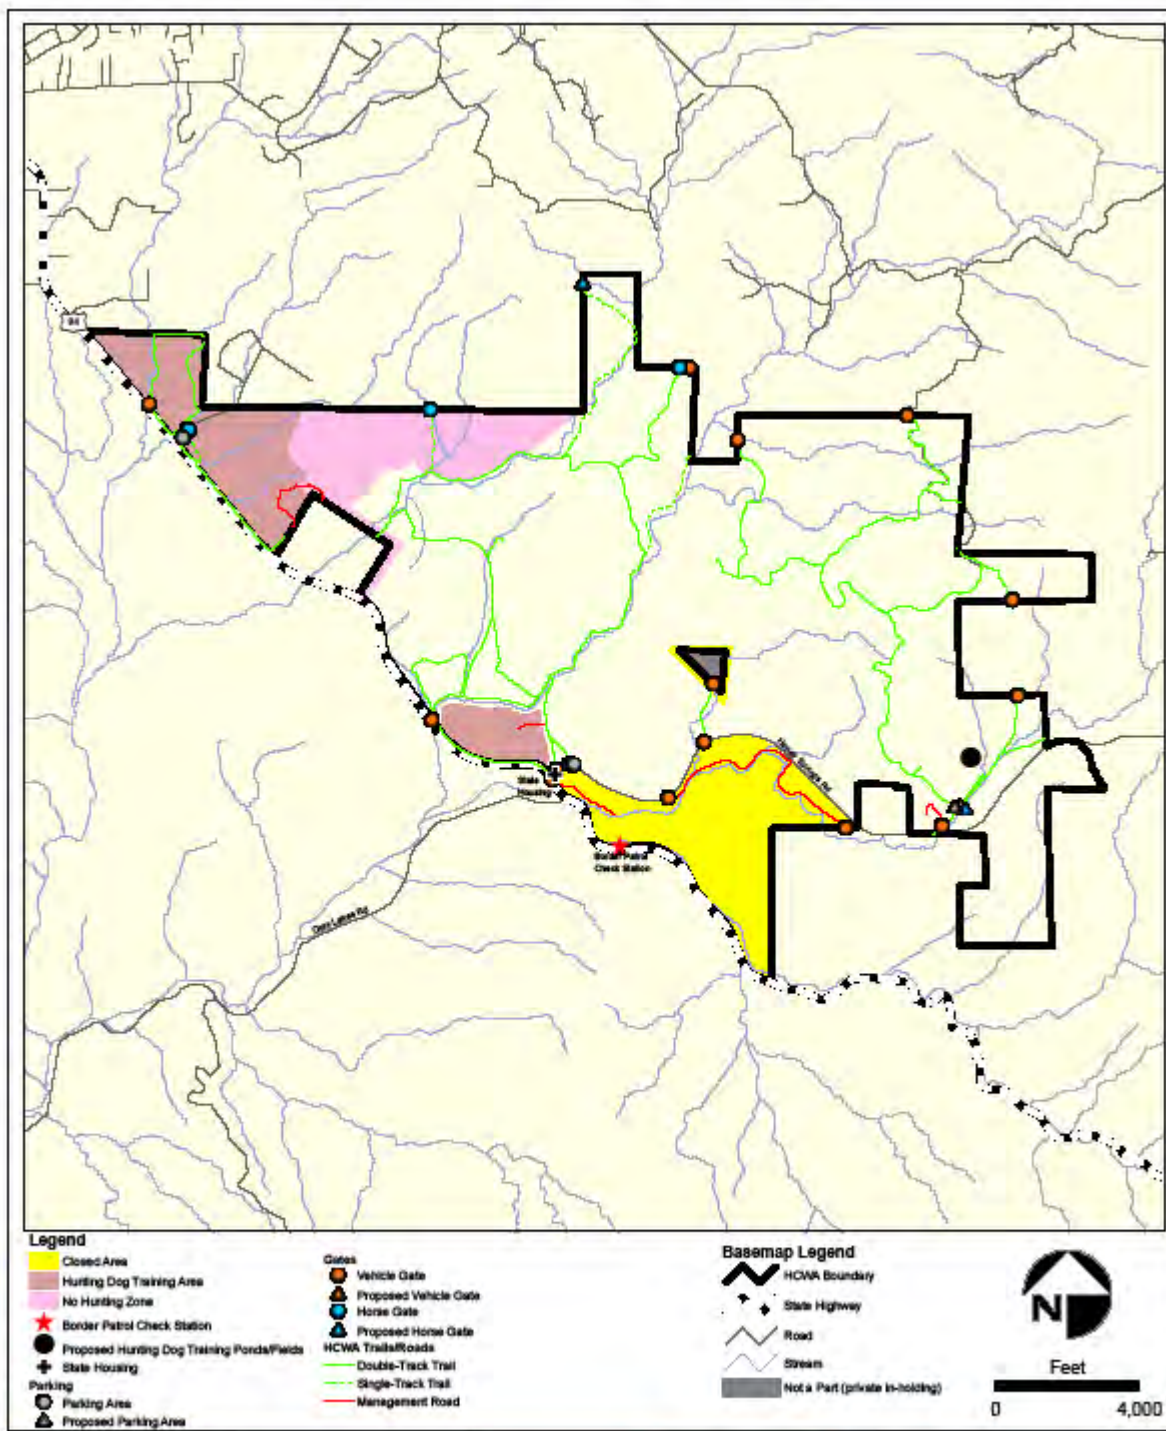 94
State
Housing
Border Patrol
Check Station
Otay Lakes Rd
Legend
Closed Area
Hunting Dog Training Area
No Hunting Zone
Border Patrol Check Station
Proposed Hunting Dog Training Ponds/Fields
State Housing
Parking
Parking Area
Proposed Parking Area
Gates
Vehicle Gate
Proposed Vehicle Gate
Horse Gate
Proposed Horse Gate
HCWA Trails/Roads
Double-Track Trail
Single-Track Trail
Management Road
Basemap Legend
HCWA Boundary
State Highway
Road
Stream
Not a Part (private in-holding)
N
Feet
0 4,000